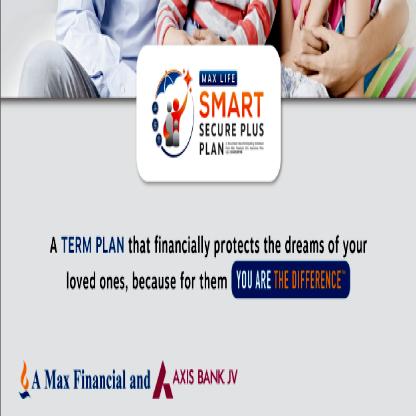 MAX LIFE
SMART
SECURE PLUS
PLAN
A TERM PLAN that financially protects the dreams of your
loved ones, because for them YOU ARE THE DIFFERENCE™
A Max Financial and AXIS BANK JV